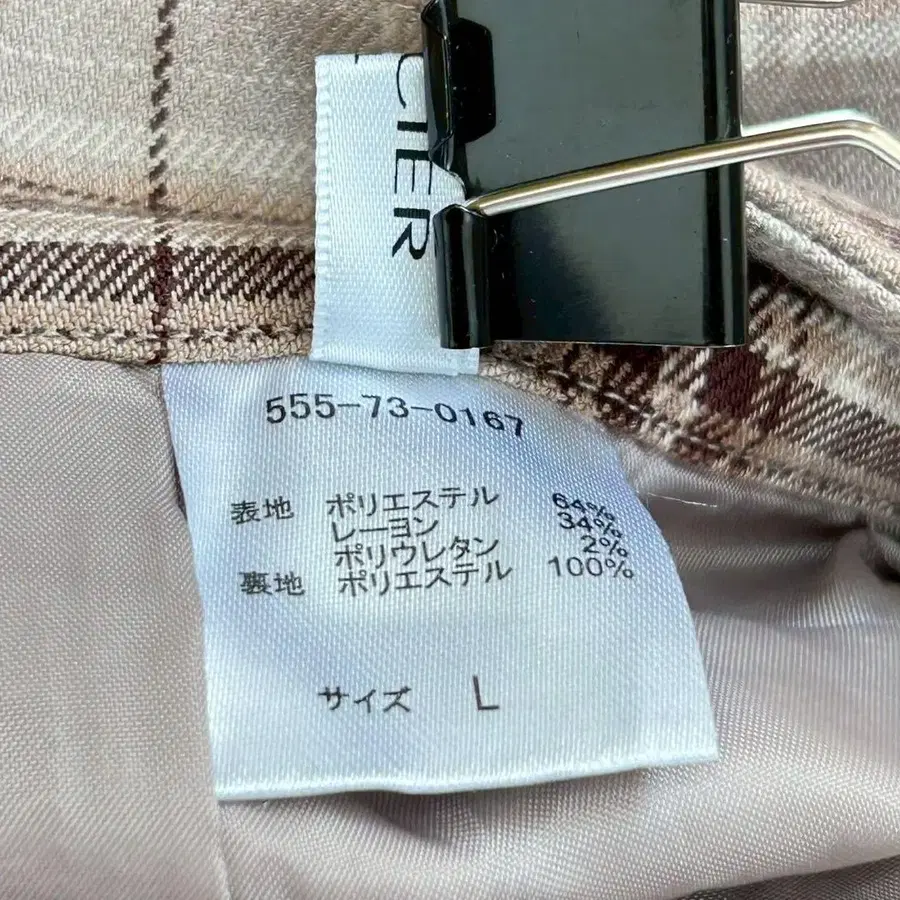 CIER
555-73-0167
表地 ポリエステル 64%
レーヨン 34%
ポリウレタン 2%
裏地 ポリエステル 100%
サイズ L